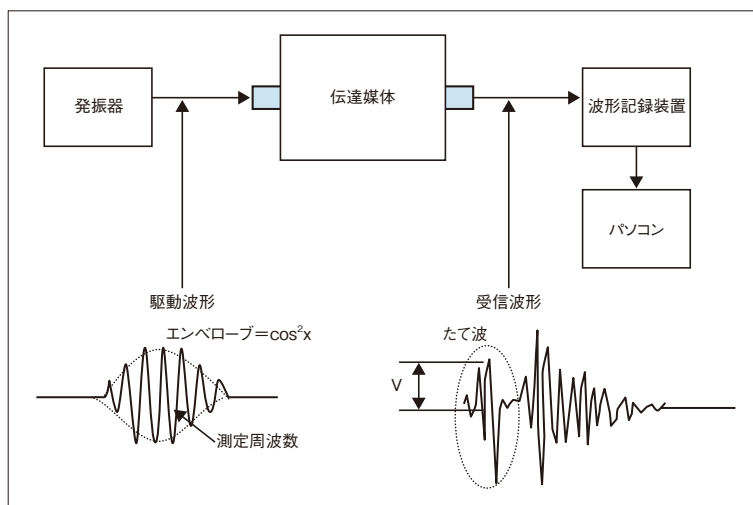 発振器
伝達媒体
波形記録装置
パソコン
駆動波形
エンベローブ＝cos²x
測定周波数
受信波形
たて波
V